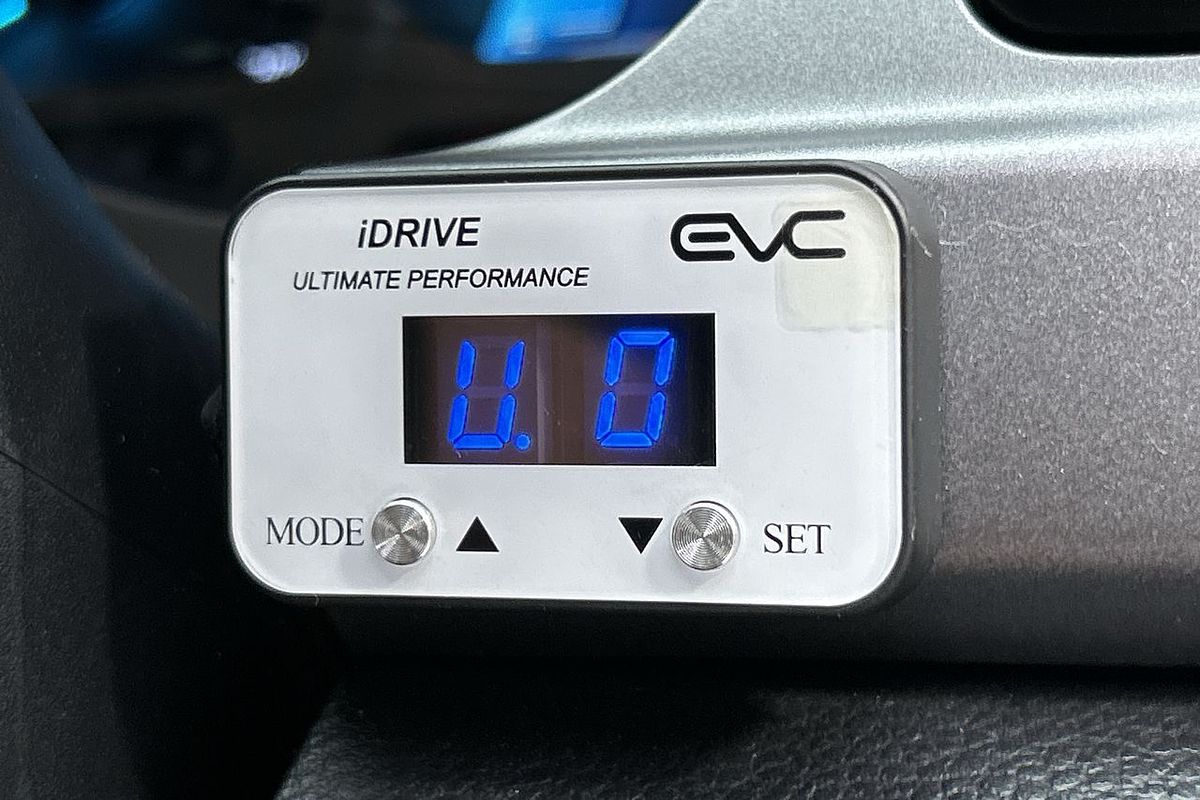 iDRIVE
EVC
ULTIMATE PERFORMANCE
U. 0
MODE ▲ ▼ SET